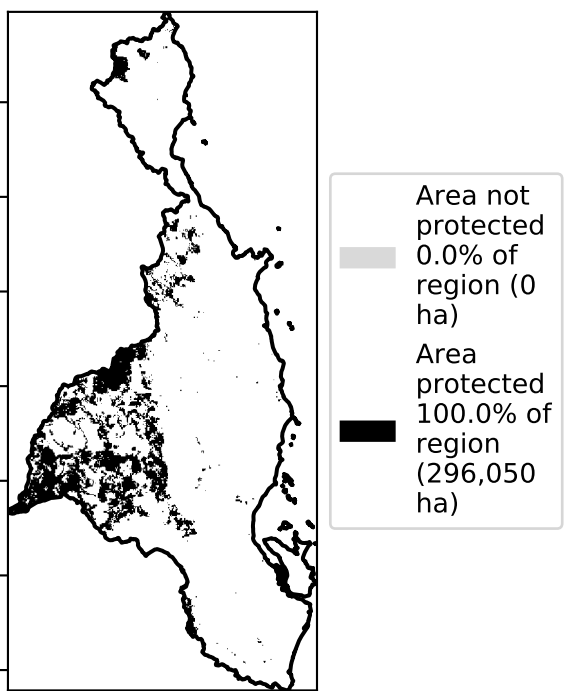 Area not
protected
0.0% of
region (0
ha)
Area
protected
100.0% of
region
(296,050
ha)